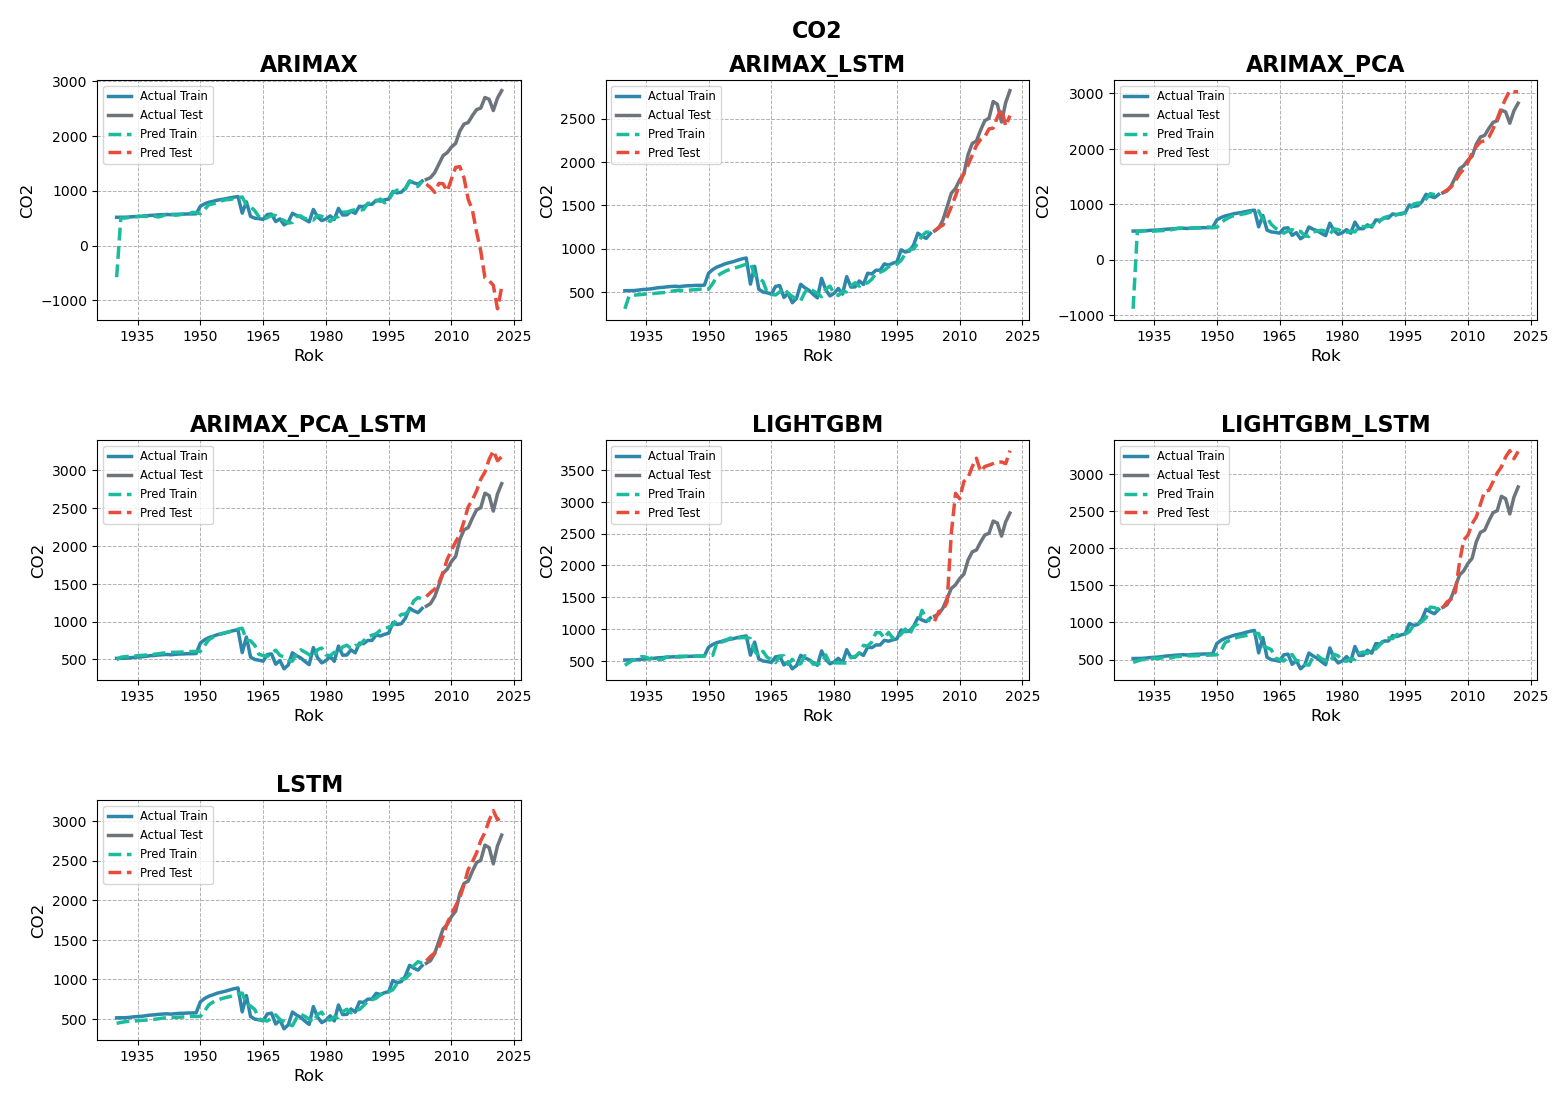 CO2
ARIMAX
3000
2000
1000
0
−1000
CO2
Actual Train
Actual Test
Pred Train
Pred Test
1935 1950 1965 1980 1995 2010 2025
Rok
ARIMAX_LSTM
2500
2000
1500
1000
500
CO2
Actual Train
Actual Test
Pred Train
Pred Test
1935 1950 1965 1980 1995 2010 2025
Rok
ARIMAX_PCA
3000
2000
1000
0
−1000
CO2
Actual Train
Actual Test
Pred Train
Pred Test
1935 1950 1965 1980 1995 2010 2025
Rok
ARIMAX_PCA_LSTM
3000
2500
2000
1500
1000
500
CO2
Actual Train
Actual Test
Pred Train
Pred Test
1935 1950 1965 1980 1995 2010 2025
Rok
LIGHTGBM
3500
3000
2500
2000
1500
1000
500
CO2
Actual Train
Actual Test
Pred Train
Pred Test
1935 1950 1965 1980 1995 2010 2025
Rok
LIGHTGBM_LSTM
3000
2500
2000
1500
1000
500
CO2
Actual Train
Actual Test
Pred Train
Pred Test
1935 1950 1965 1980 1995 2010 2025
Rok
LSTM
3000
2500
2000
1500
1000
500
CO2
Actual Train
Actual Test
Pred Train
Pred Test
1935 1950 1965 1980 1995 2010 2025
Rok